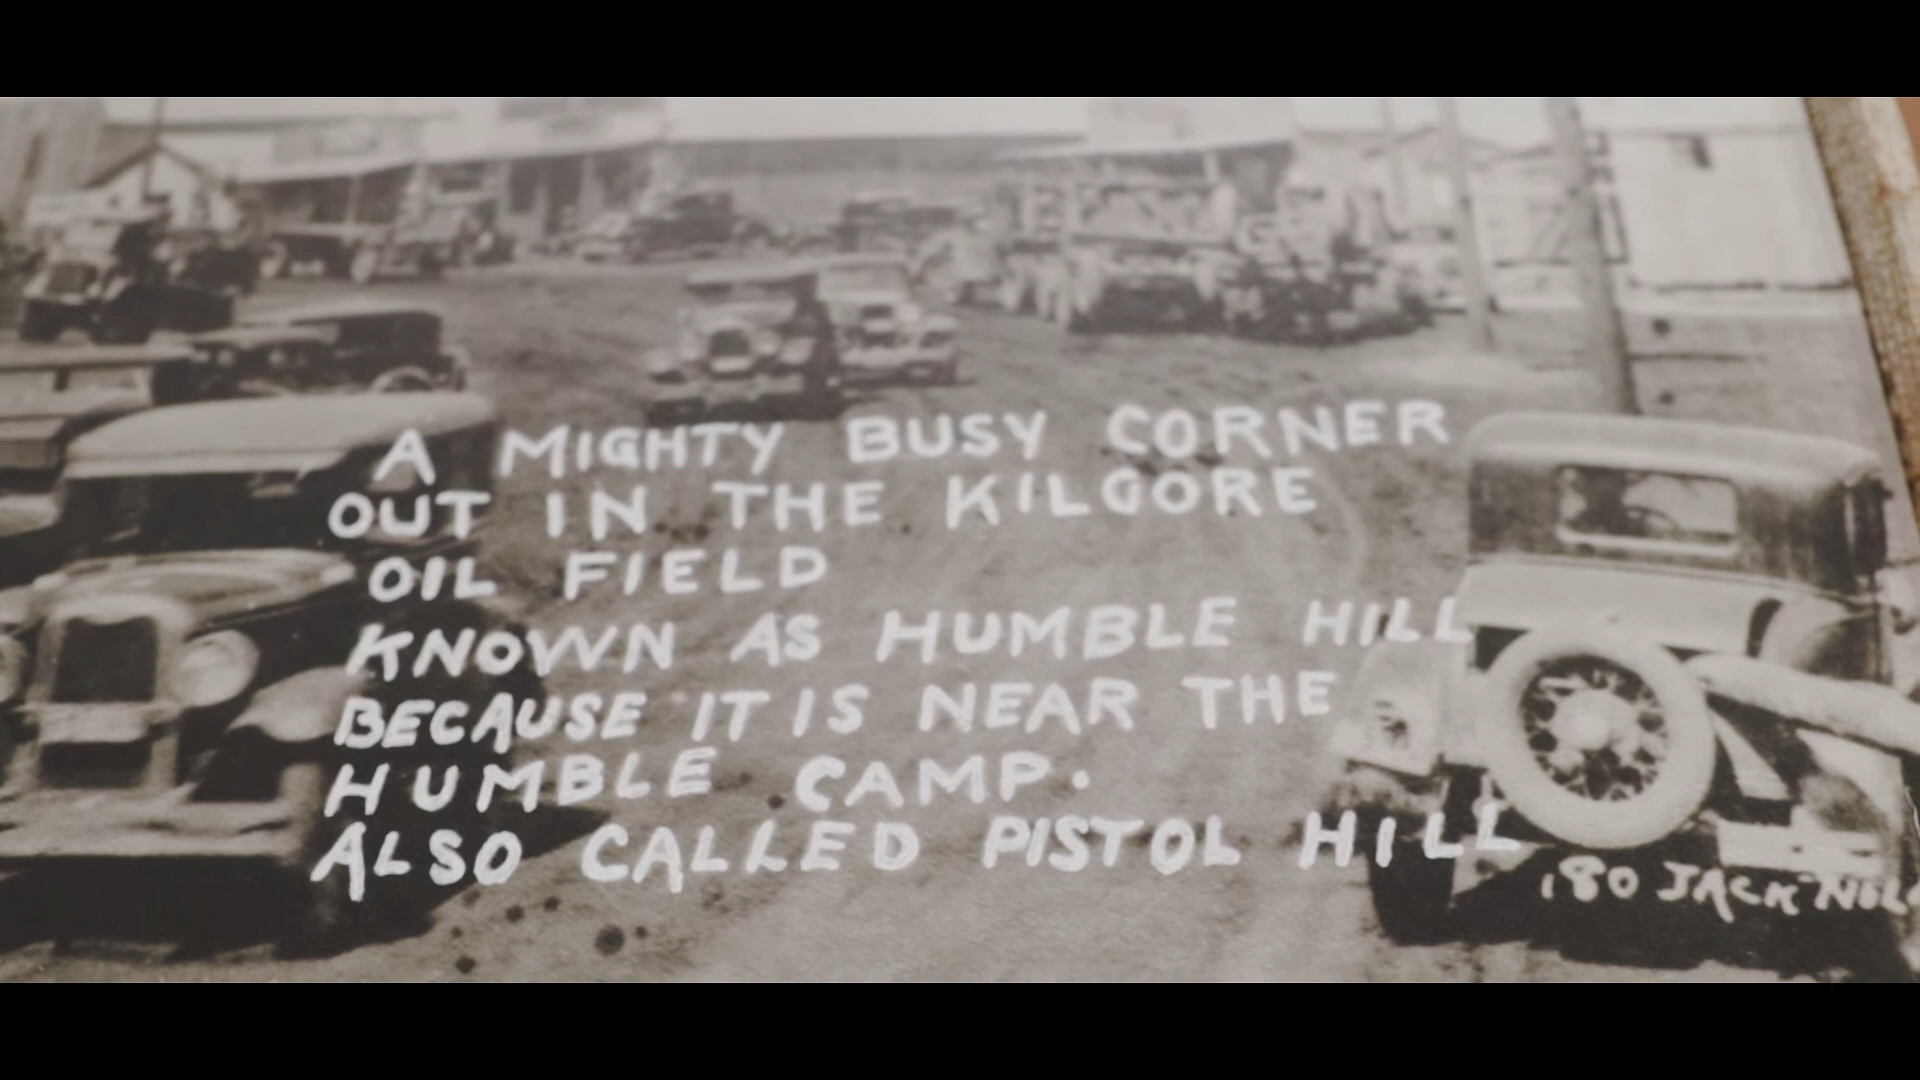 A MIGHTY BUSY CORNER
OUT IN THE KILGORE
OIL FIELD
KNOWN AS HUMBLE HILL
BECAUSE IT IS NEAR THE
HUMBLE CAMP.
ALSO CALLED PISTOL HILL
180 JACK